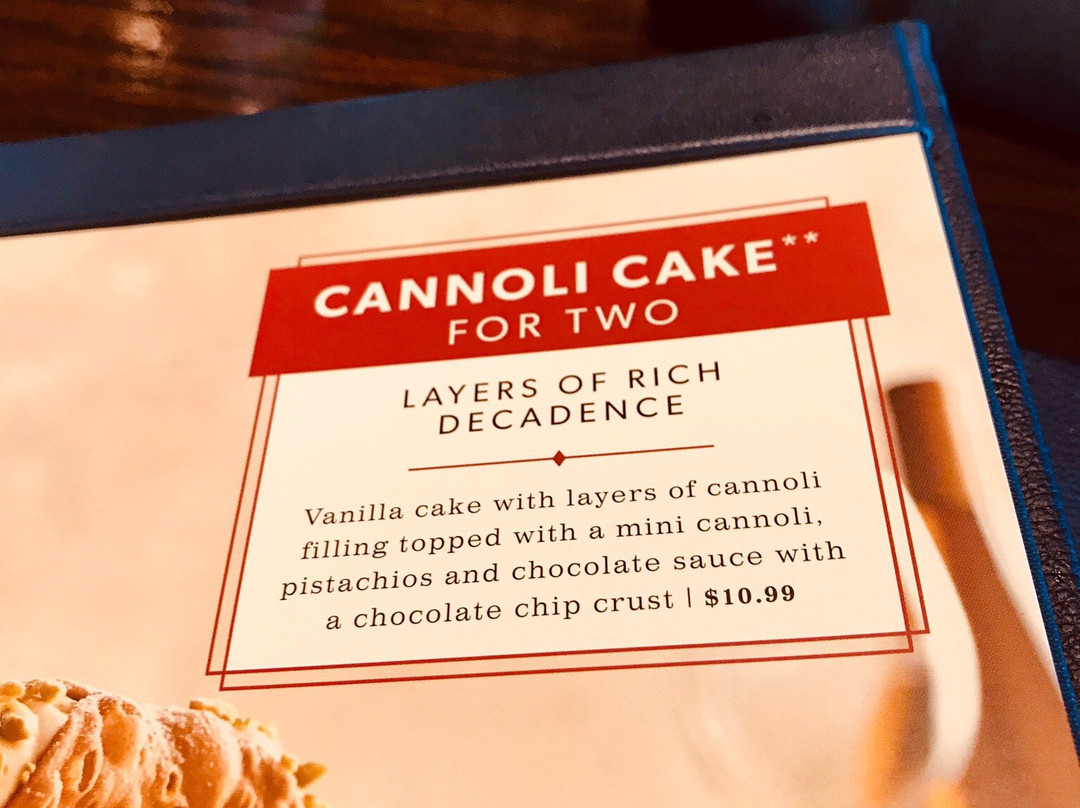 CANNOLI CAKE**
FOR TWO
LAYERS OF RICH
DECADENCE
Vanilla cake with layers of cannoli
filling topped with a mini cannoli,
pistachios and chocolate sauce with
a chocolate chip crust | $10.99